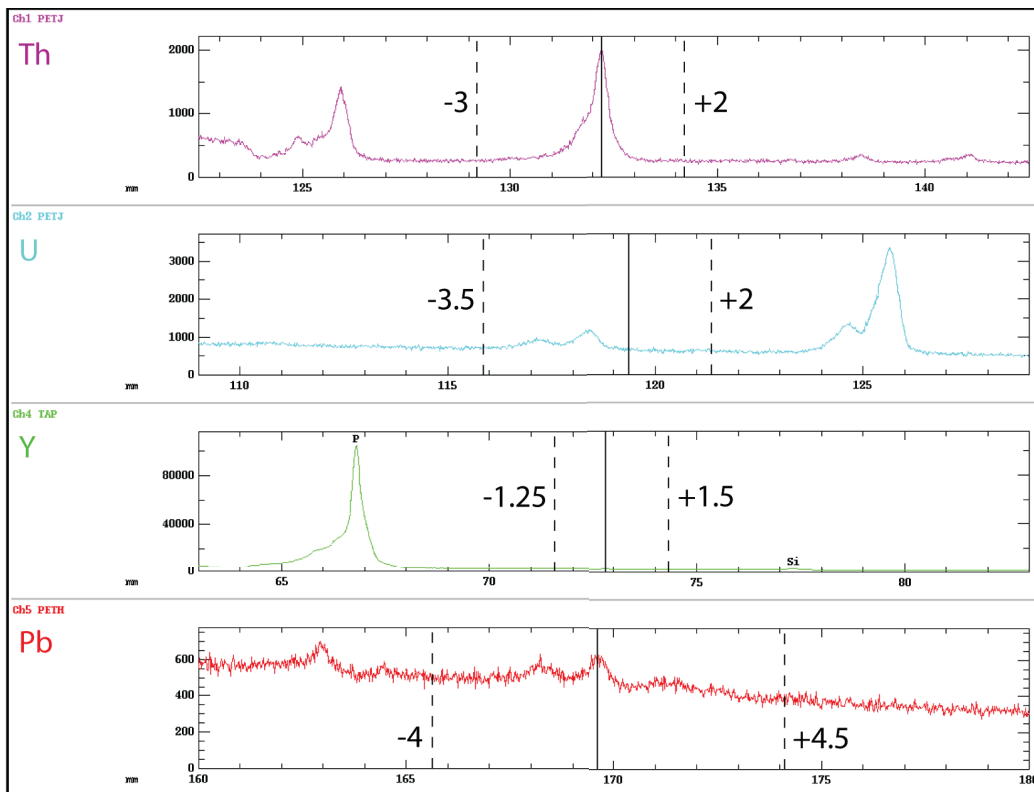 Ch1 PETJ
Th
2000
1000
0
-3
+2
mm 125 130 135 140
Ch2 PETJ
U
3000
2000
1000
0
-3.5
+2
mm 110 115 120 125
Ch4 TAP
Y
P
80000
40000
0
-1.25
+1.5
Si
mm 65 70 75 80
Ch5 PETH
Pb
600
400
200
0
-4
+4.5
mm 160 165 170 175 180